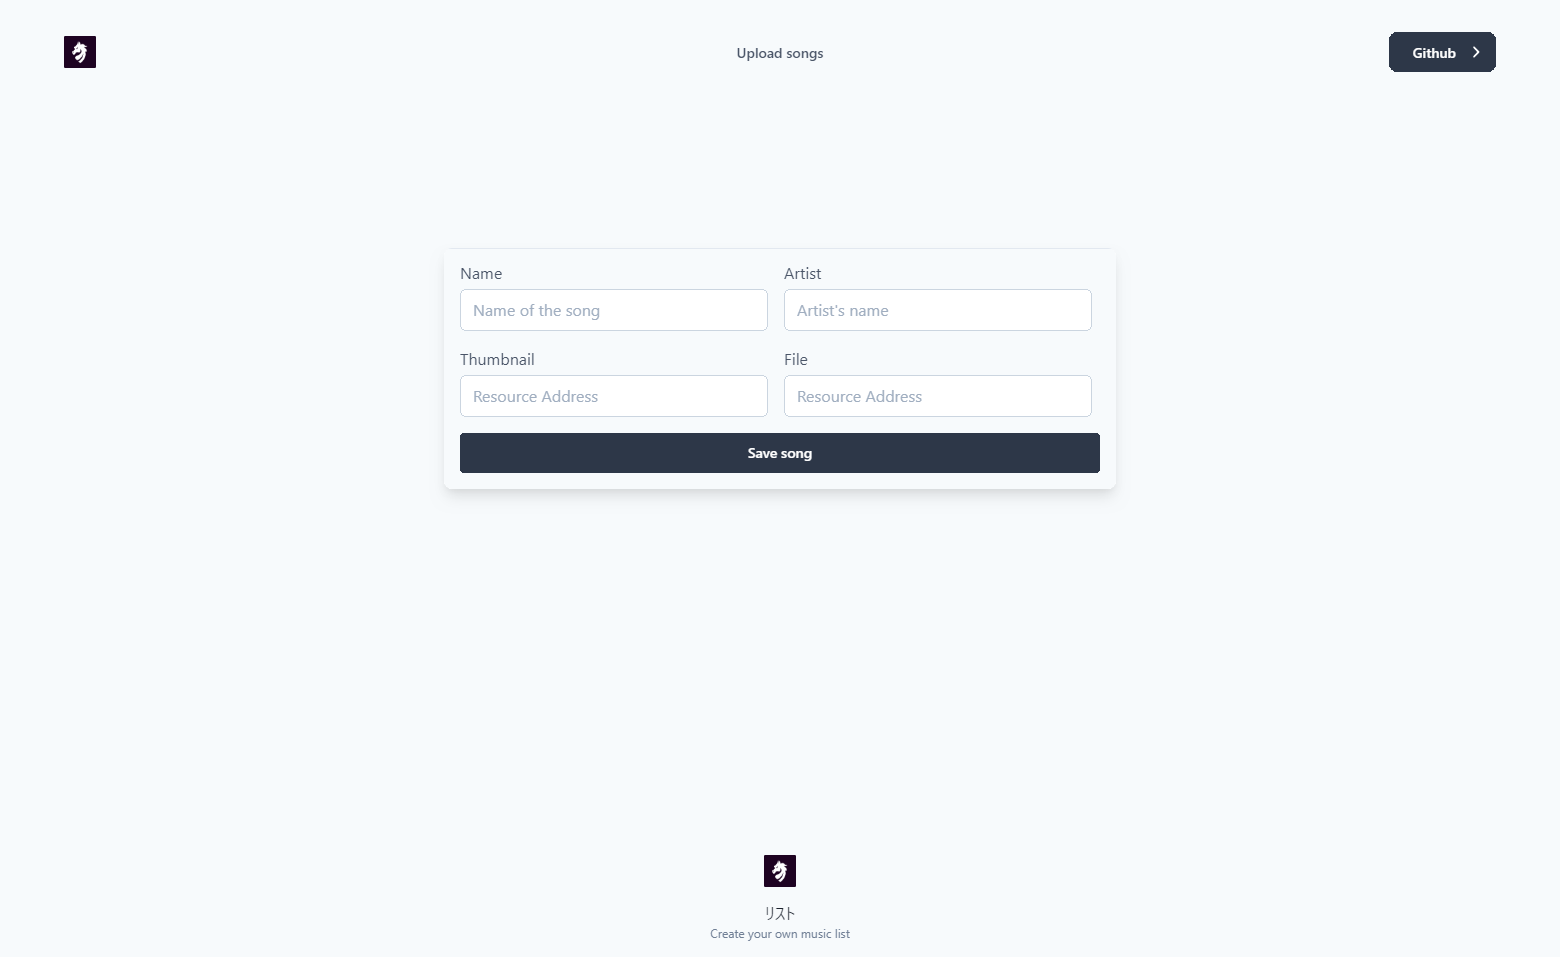 Upload songs
Github
Name
Artist
Name of the song
Artist's name
Thumbnail
File
Resource Address
Resource Address
Save song
リスト
Create your own music list